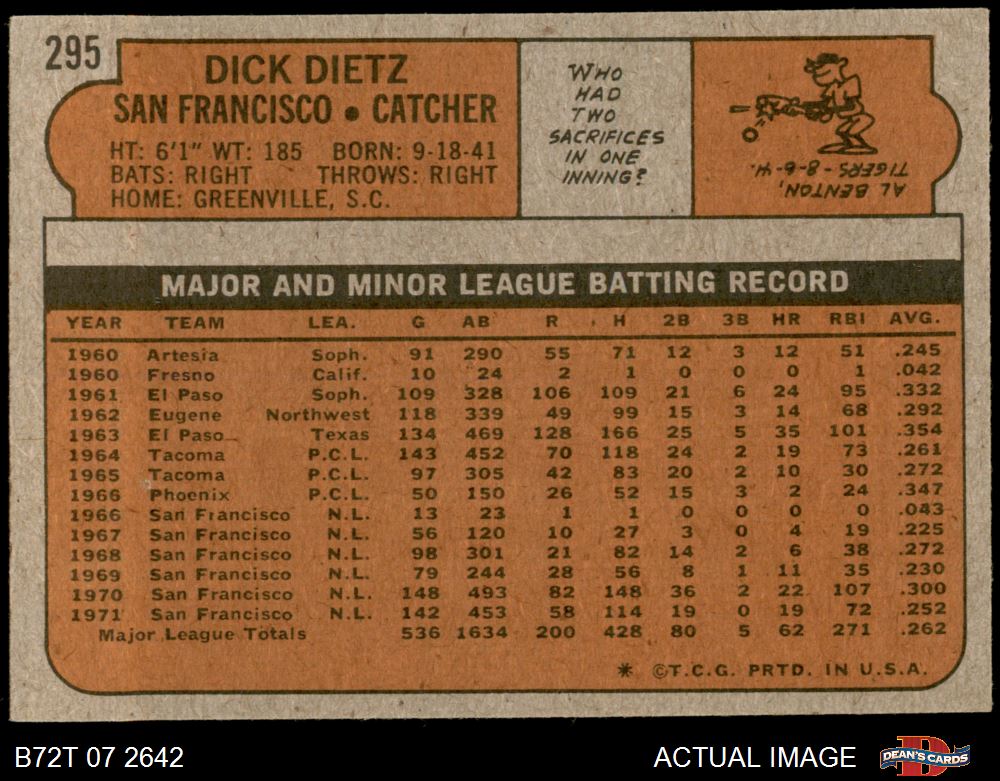 295
DICK DIETZ
SAN FRANCISCO • CATCHER
HT: 6'1" WT: 185 BORN: 9-18-41
BATS: RIGHT THROWS: RIGHT
HOME: GREENVILLE, S.C.
WHO
HAD
TWO
SACRIFICES
IN ONE
INNING?
AL BENTON,
TIGERS-8-6-41.
MAJOR AND MINOR LEAGUE BATTING RECORD
YEAR TEAM LEA. G AB R H 2B 3B HR RBI AVG.
1960 Artesia Soph. 91 290 55 71 12 3 12 51 .245
1960 Fresno Calif. 10 24 2 1 0 0 0 1 .042
1961 El Paso Soph. 109 328 106 109 21 6 24 95 .332
1962 Eugene Northwest 118 339 49 99 15 3 14 68 .292
1963 El Paso Texas 134 469 128 166 25 5 35 101 .354
1964 Tacoma P.C.L. 143 452 70 118 24 2 19 73 .261
1965 Tacoma P.C.L. 97 305 42 83 20 2 10 30 .272
1966 Phoenix P.C.L. 50 150 26 52 15 3 2 24 .347
1966 San Francisco N.L. 13 23 1 1 0 0 0 0 .043
1967 San Francisco N.L. 56 120 10 27 3 0 4 19 .225
1968 San Francisco N.L. 98 301 21 82 14 2 6 38 .272
1969 San Francisco N.L. 79 244 28 56 8 1 11 35 .230
1970 San Francisco N.L. 148 493 82 148 36 2 22 107 .300
1971 San Francisco N.L. 142 453 58 114 19 0 19 72 .252
Major League Totals 536 1634 200 428 80 5 62 271 .262
* ©T.C.G. PRTD. IN U.S.A.
B72T 07 2642 ACTUAL IMAGE DEAN'S CARDS